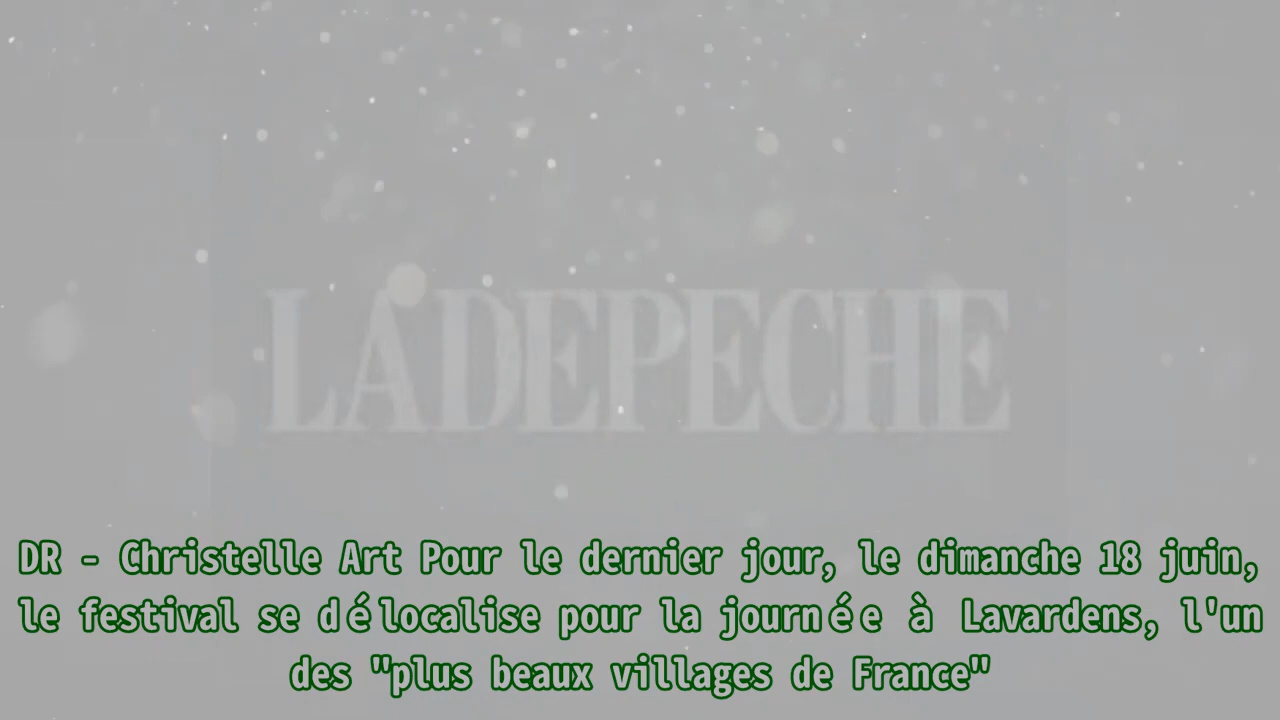 LADEPECHE
DR - Christelle Art Pour le dernier jour, le dimanche 18 juin,
le festival se délocalise pour la journée à Lavardens, l'un
des "plus beaux villages de France"